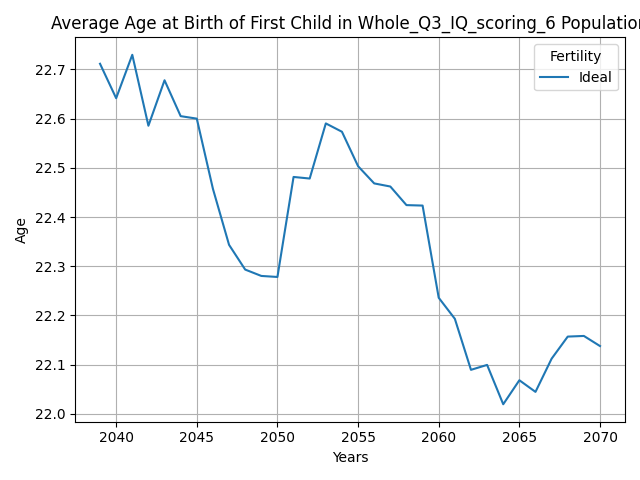 Average Age at Birth of First Child in Whole_Q3_IQ_scoring_6 Population
Fertility
Ideal
22.7
22.6
22.5
22.4
22.3
22.2
22.1
22.0
Age
2040 2045 2050 2055 2060 2065 2070
Years